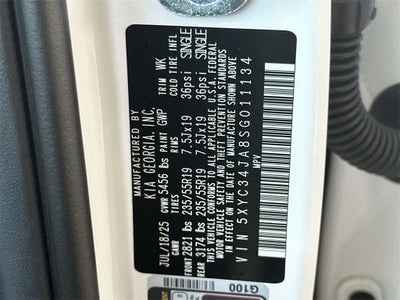 MANUFACTURED BY
KIA GEORGIA, INC.
JUL/18/25 GVWR 5456 lbs PAINT GWP TRIM WK
GAWR TIRES RIMS COLD TIRE INFL
FRONT 2821 lbs 235/55R19 7.5Jx19 36psi SINGLE
REAR 3174 lbs 235/55R19 7.5Jx19 36psi SINGLE
THIS VEHICLE CONFORMS TO ALL APPLICABLE U.S.A. FEDERAL
MOTOR VEHICLE SAFETY, BUMPER, AND THEFT PREVENTION STANDARDS
IN EFFECT ON THE DATE OF MANUFACTURE SHOWN ABOVE
VIN 5XYC34JA8SG011134
MPV
G100